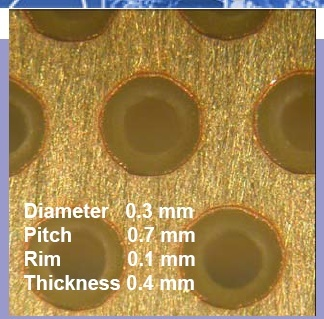 Diameter 0.3 mm
Pitch 0.7 mm
Rim 0.1 mm
Thickness 0.4 mm